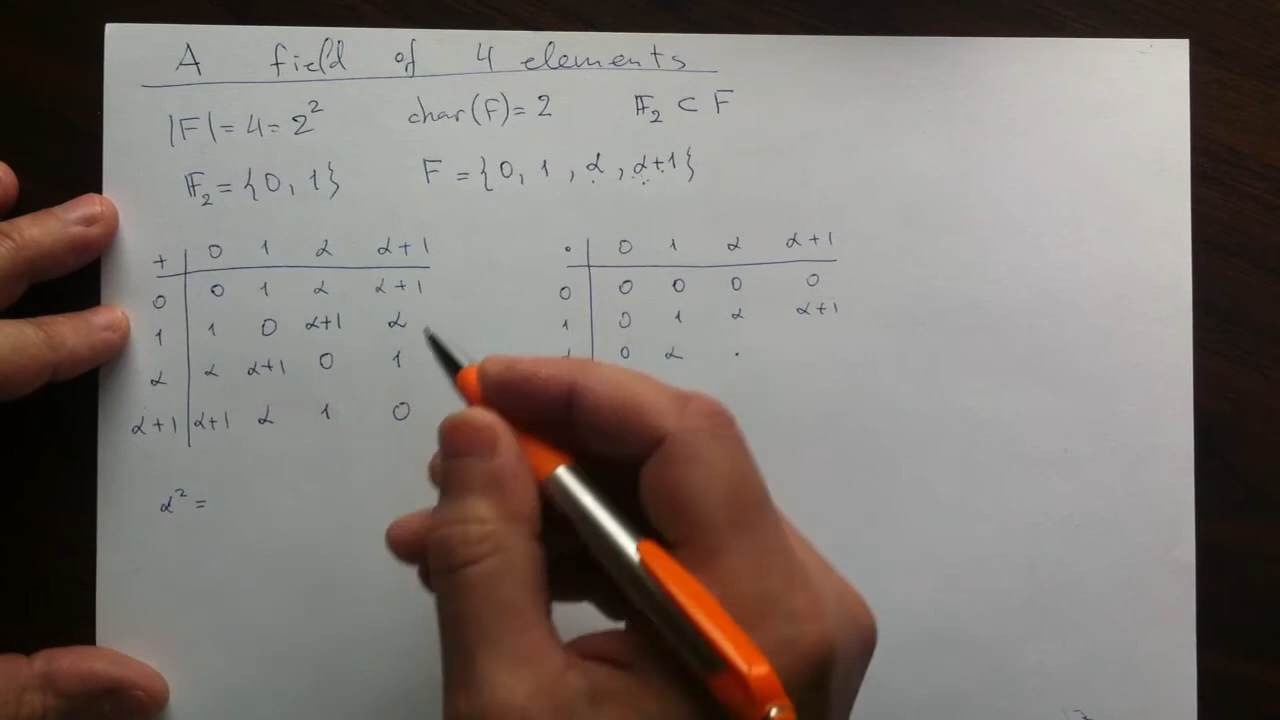 A field of 4 elements
|F| = 4 = 2² char(F) = 2 𝔽₂ ⊂ F
𝔽₂ = {0, 1} F = {0, 1, α, α+1}
+ | 0 1 α α+1
0 | 0 1 α α+1
1 | 1 0 α+1 α
α | α α+1 0 1
α+1 | α+1 α 1 0
· | 0 1 α α+1
0 | 0 0 0 0
1 | 0 1 α α+1
| 0 α ·
α² =